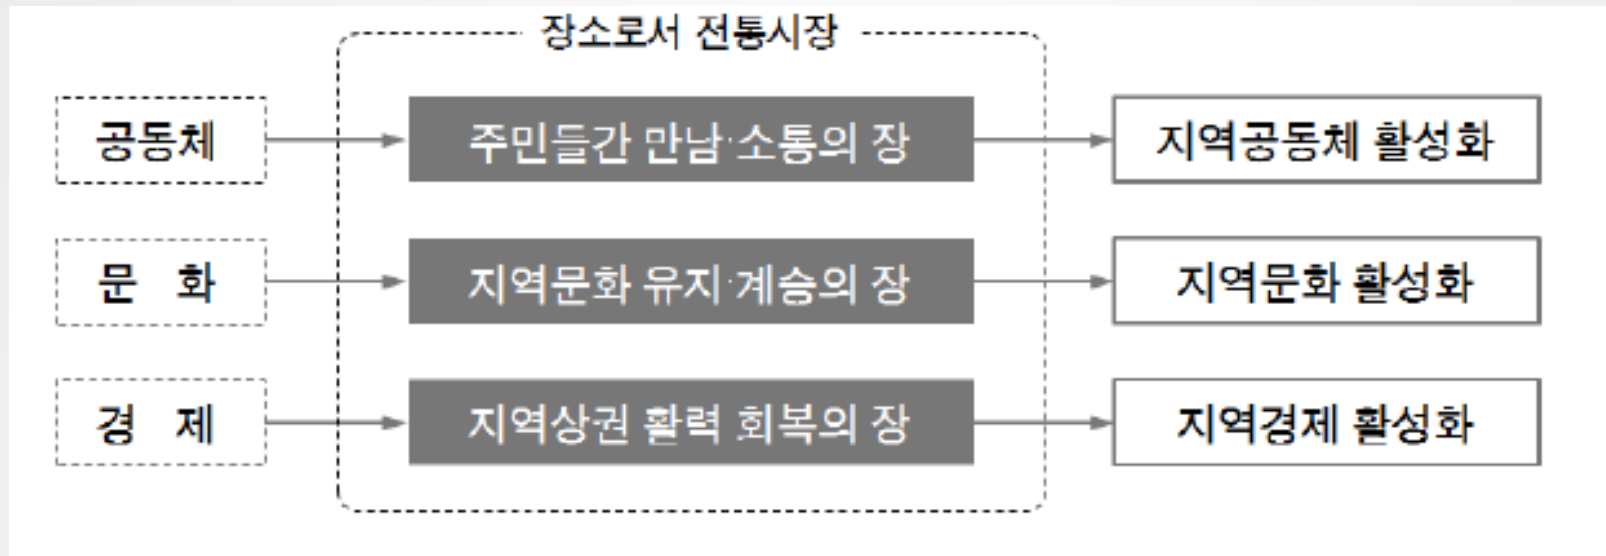 장소로서 전통시장
공동체 주민들간 만남·소통의 장 지역공동체 활성화
문 화 지역문화 유지·계승의 장 지역문화 활성화
경 제 지역상권 활력 회복의 장 지역경제 활성화